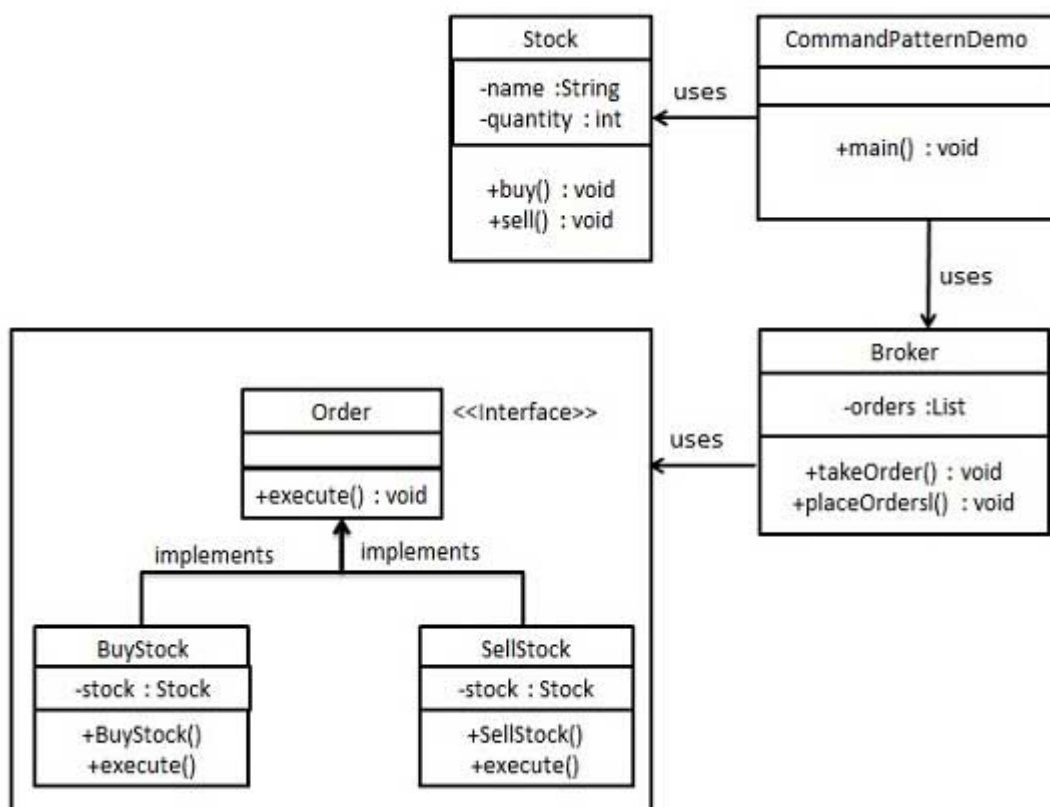 Stock
-name :String
-quantity : int
+buy() : void
+sell() : void
uses
CommandPatternDemo
+main() : void
uses
Broker
-orders :List
+takeOrder() : void
+placeOrdersl() : void
uses
Order
<<Interface>>
+execute() : void
implements
implements
BuyStock
-stock : Stock
+BuyStock()
+execute()
SellStock
-stock : Stock
+SellStock()
+execute()